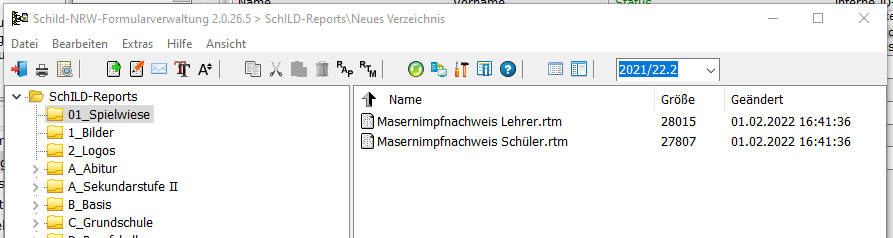 Schild-NRW-Formularverwaltung 2.0.26.5 > SchILD-Reports\Neues Verzeichnis
Datei Bearbeiten Extras Hilfe Ansicht
RAP RTM 2021/22.2
SchILD-Reports
01_Spielwiese
1_Bilder
2_Logos
A_Abitur
A_Sekundarstufe II
B_Basis
C_Grundschule
Name Größe Geändert
Masernimpfnachweis Lehrer.rtm 28015 01.02.2022 16:41:36
Masernimpfnachweis Schüler.rtm 27807 01.02.2022 16:41:36